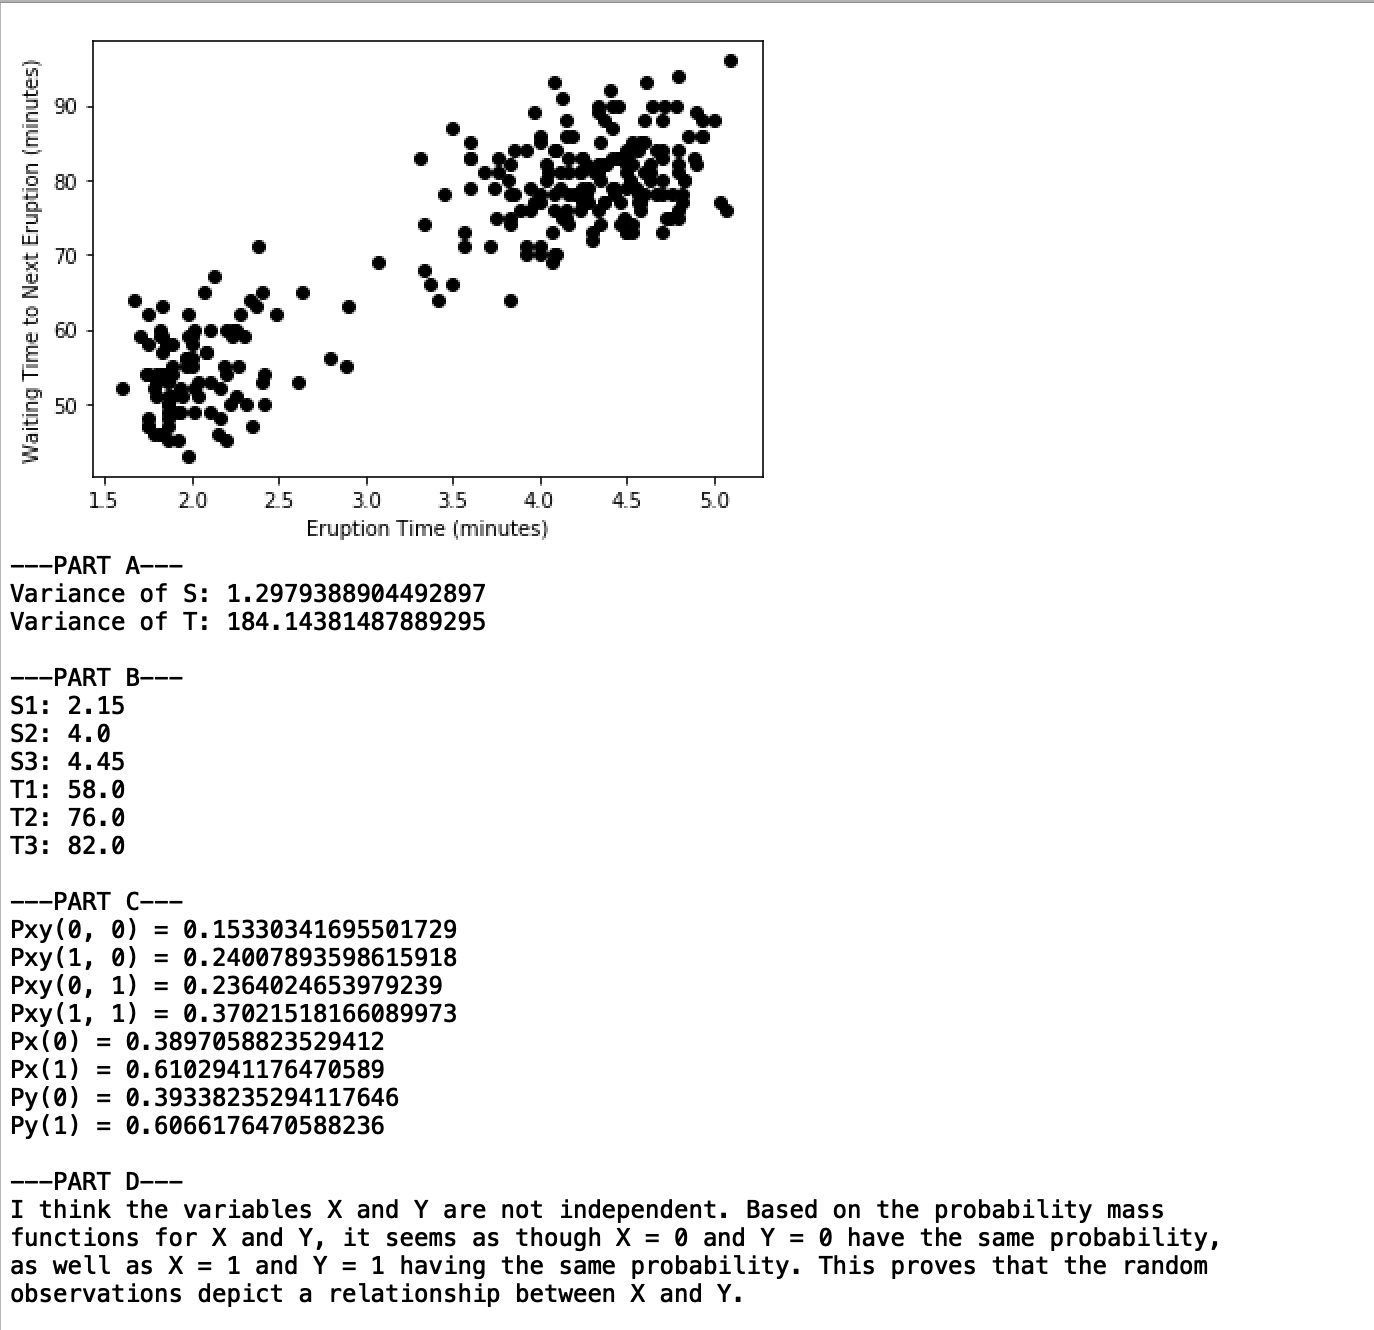 Waiting Time to Next Eruption (minutes)
90
80
70
60
50
1.5 2.0 2.5 3.0 3.5 4.0 4.5 5.0
Eruption Time (minutes)
---PART A---
Variance of S: 1.2979388904492897
Variance of T: 184.14381487889295
---PART B---
S1: 2.15
S2: 4.0
S3: 4.45
T1: 58.0
T2: 76.0
T3: 82.0
---PART C---
Pxy(0, 0) = 0.15330341695501729
Pxy(1, 0) = 0.24007893598615918
Pxy(0, 1) = 0.2364024653979239
Pxy(1, 1) = 0.37021518166089973
Px(0) = 0.3897058823529412
Px(1) = 0.6102941176470589
Py(0) = 0.39338235294117646
Py(1) = 0.6066176470588236
---PART D---
I think the variables X and Y are not independent. Based on the probability mass
functions for X and Y, it seems as though X = 0 and Y = 0 have the same probability,
as well as X = 1 and Y = 1 having the same probability. This proves that the random
observations depict a relationship between X and Y.